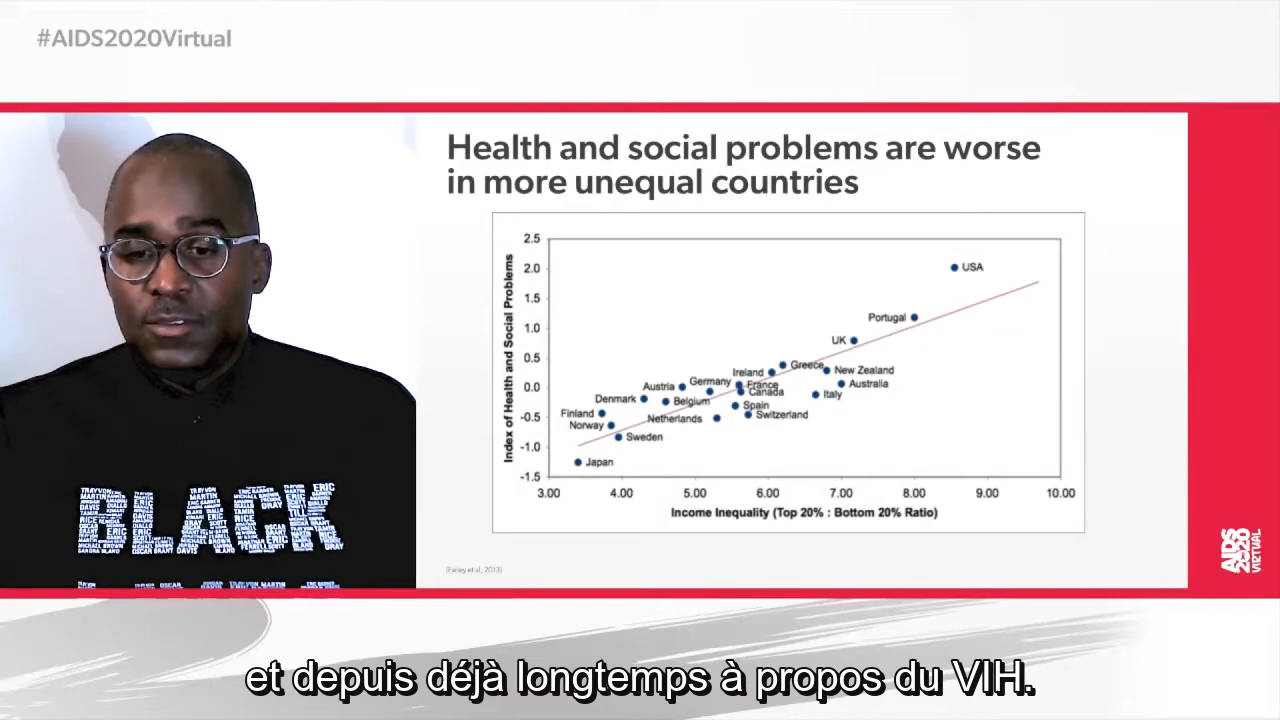 #AIDS2020Virtual
Health and social problems are worse
in more unequal countries
Index of Health and Social Problems
2.5
2.0
1.5
1.0
0.5
0.0
-0.5
-1.0
-1.5
USA
Portugal
UK
Greece
Ireland
New Zealand
Germany
France
Australia
Austria
Canada
Italy
Denmark
Belgium
Spain
Finland
Netherlands
Switzerland
Norway
Sweden
Japan
3.00 4.00 5.00 6.00 7.00 8.00 9.00 10.00
Income Inequality (Top 20% : Bottom 20% Ratio)
BLACK
AIDS
2020
VIRTUAL
et depuis déjà longtemps à propos du VIH.